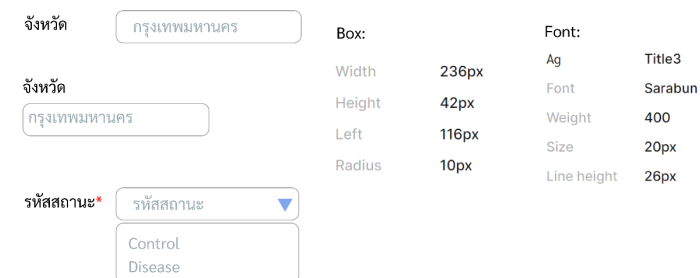 จังหวัด
กรุงเทพมหานคร
จังหวัด
กรุงเทพมหานคร
รหัสสถานะ*
รหัสสถานะ
Control
Disease
Box:
Width 236px
Height 42px
Left 116px
Radius 10px
Font:
Ag Title3
Font Sarabun
Weight 400
Size 20px
Line height 26px